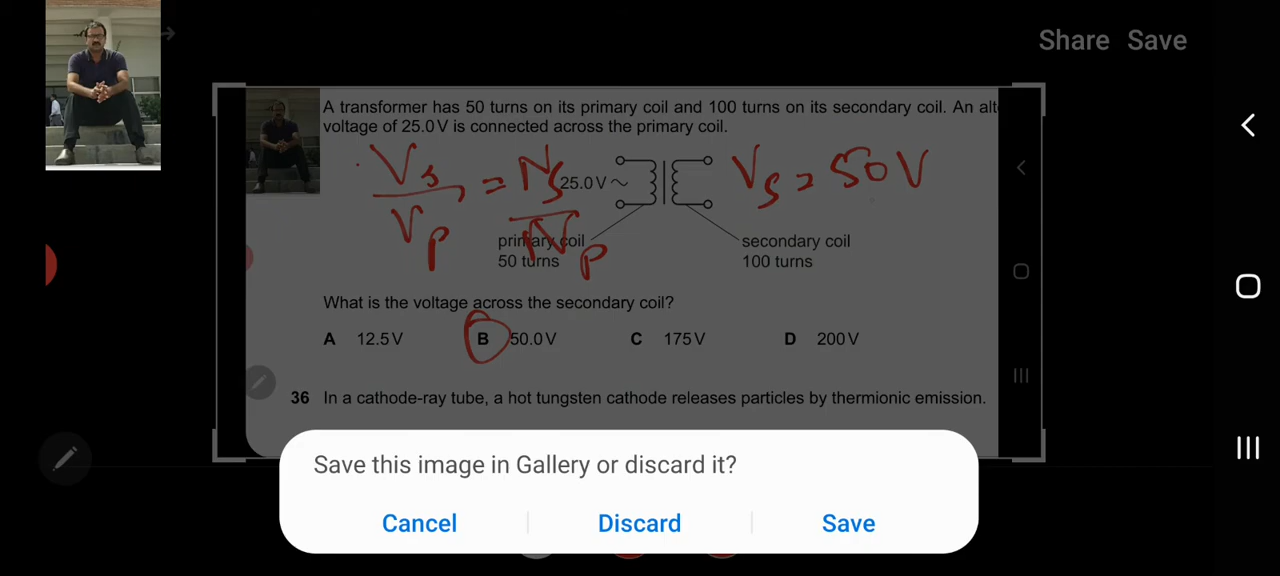 Share Save
A transformer has 50 turns on its primary coil and 100 turns on its secondary coil. An alt
voltage of 25.0 V is connected across the primary coil.
Vs/Vp = Ns/Np
25.0 V ~
Vs = 50V
primary coil
50 turns
secondary coil
100 turns
What is the voltage across the secondary coil?
A 12.5 V B 50.0 V C 175 V D 200 V
36 In a cathode-ray tube, a hot tungsten cathode releases particles by thermionic emission.
Save this image in Gallery or discard it?
Cancel Discard Save